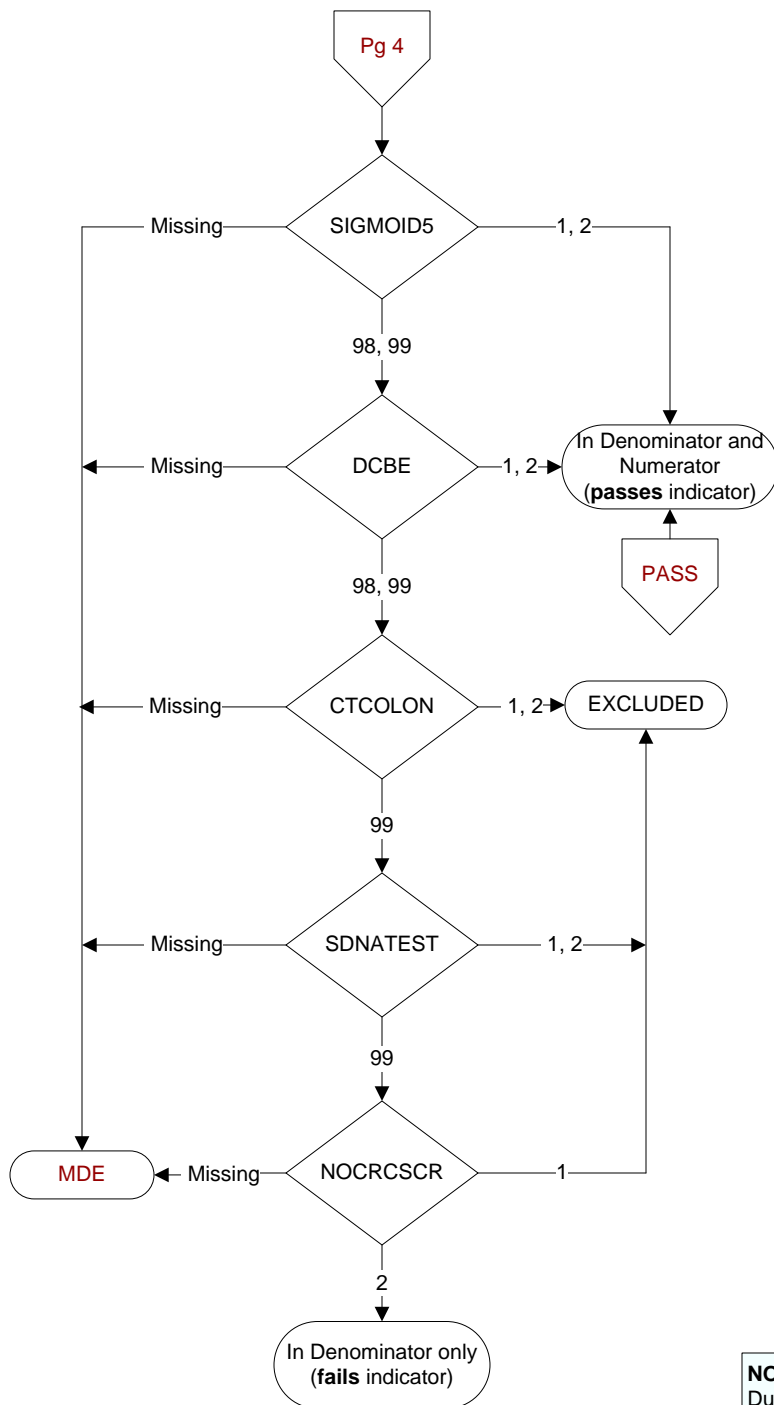 Pg 4
SIGMOID5
Missing
1, 2
98, 99
DCBE
Missing
1, 2
In Denominator and
Numerator
(passes indicator)
PASS
98, 99
CTCOLON
Missing
1, 2
EXCLUDED
99
SDNATEST
Missing
1, 2
99
NOCRCSCR
Missing
1
MDE
2
In Denominator only
(fails indicator)